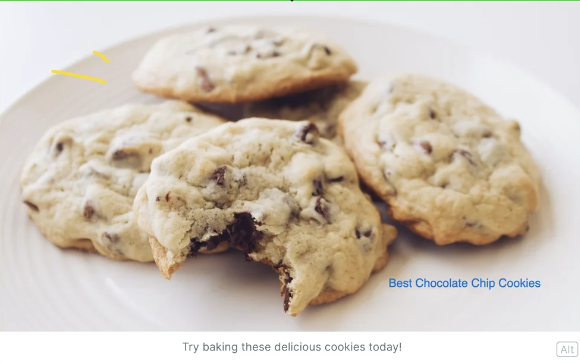 Best Chocolate Chip Cookies
Try baking these delicious cookies today!
Alt